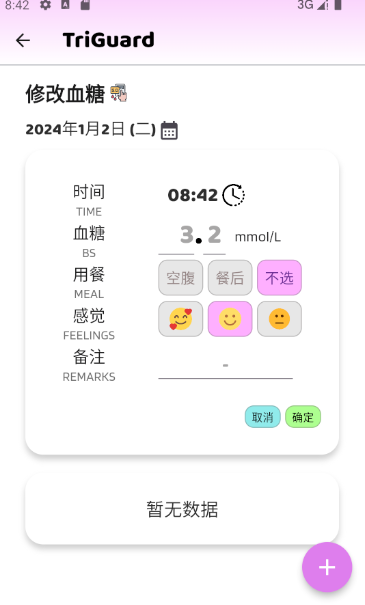 8:42 3G
TriGuard
修改血糖
2024年1月2日 (二)
时间 08:42
TIME
血糖 3.2 mmol/L
BS
用餐 空腹 餐后 不选
MEAL
感觉
FEELINGS
备注 -
REMARKS
取消 确定
暂无数据
+